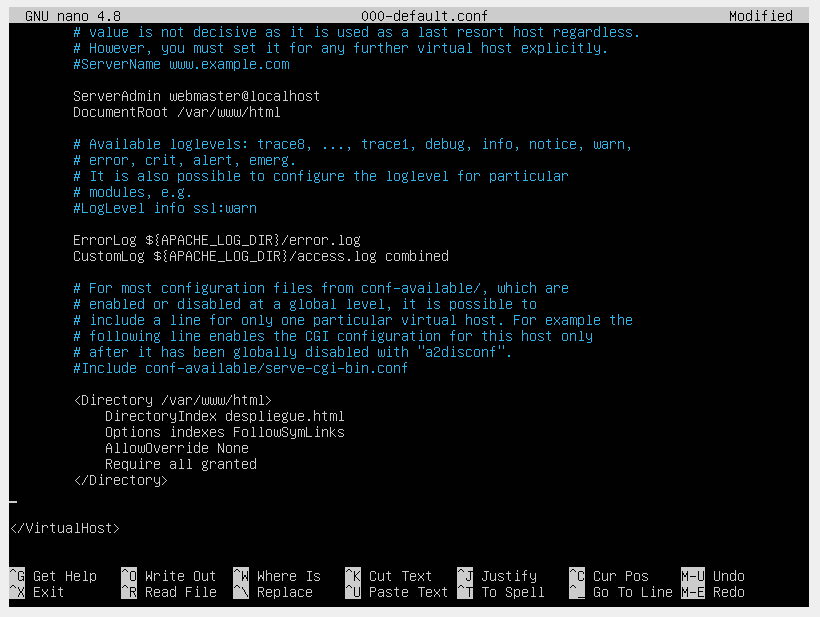 GNU nano 4.8 000-default.conf Modified
# value is not decisive as it is used as a last resort host regardless.
# However, you must set it for any further virtual host explicitly.
#ServerName www.example.com
ServerAdmin webmaster@localhost
DocumentRoot /var/www/html
# Available loglevels: trace8, ..., trace1, debug, info, notice, warn,
# error, crit, alert, emerg.
# It is also possible to configure the loglevel for particular
# modules, e.g.
#LogLevel info ssl:warn
ErrorLog ${APACHE_LOG_DIR}/error.log
CustomLog ${APACHE_LOG_DIR}/access.log combined
# For most configuration files from conf-available/, which are
# enabled or disabled at a global level, it is possible to
# include a line for only one particular virtual host. For example the
# following line enables the CGI configuration for this host only
# after it has been globally disabled with "a2disconf".
#Include conf-available/serve-cgi-bin.conf
<Directory /var/www/html>
DirectoryIndex despliegue.html
Options indexes FollowSymLinks
AllowOverride None
Require all granted
</Directory>
</VirtualHost>
^G Get Help ^O Write Out ^W Where Is ^K Cut Text ^J Justify ^C Cur Pos M-U Undo
^X Exit ^R Read File ^\ Replace ^U Paste Text ^T To Spell ^_ Go To Line M-E Redo